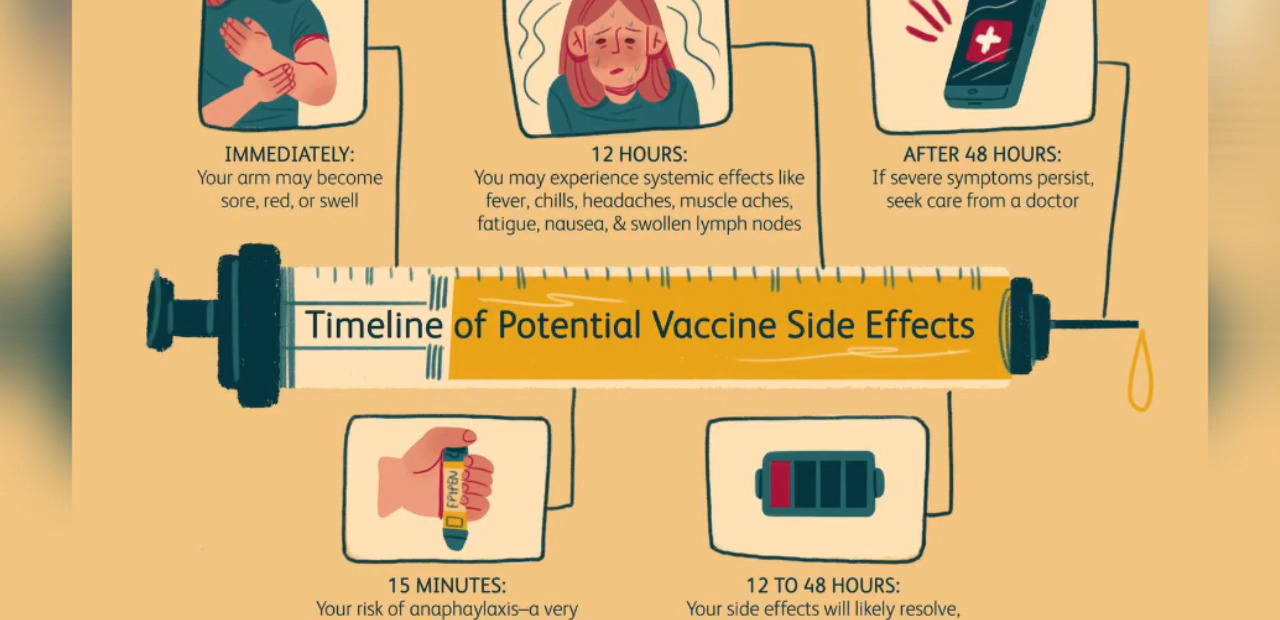 IMMEDIATELY:
Your arm may become
sore, red, or swell
12 HOURS:
You may experience systemic effects like
fever, chills, headaches, muscle aches,
fatigue, nausea, & swollen lymph nodes
AFTER 48 HOURS:
If severe symptoms persist,
seek care from a doctor
Timeline of Potential Vaccine Side Effects
EPIPEN
15 MINUTES:
Your risk of anaphaylaxis—a very
12 TO 48 HOURS:
Your side effects will likely resolve,